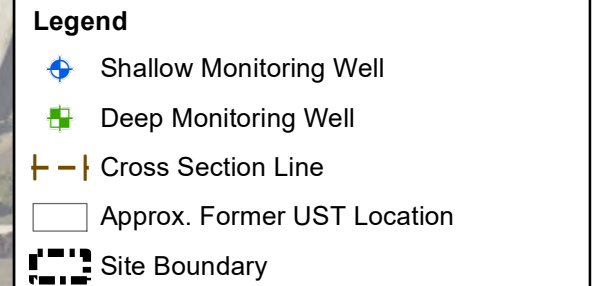 Legend
Shallow Monitoring Well
Deep Monitoring Well
Cross Section Line
Approx. Former UST Location
Site Boundary